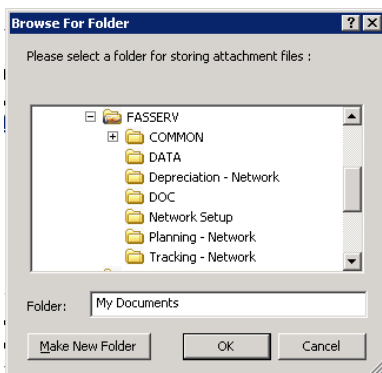 Browse For Folder
Please select a folder for storing attachment files :
FASSERV
COMMON
DATA
Depreciation - Network
DOC
Network Setup
Planning - Network
Tracking - Network
Folder: My Documents
Make New Folder OK Cancel